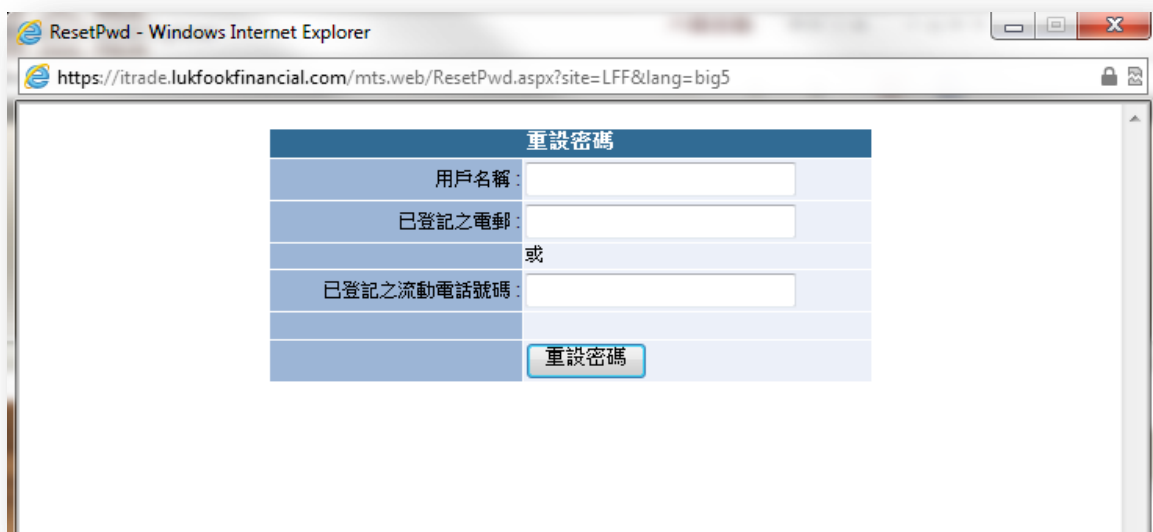 ResetPwd - Windows Internet Explorer
https://itrade.lukfookfinancial.com/mts.web/ResetPwd.aspx?site=LFF&lang=big5
重設密碼
用戶名稱 :
已登記之電郵 :
或
已登記之流動電話號碼 :
重設密碼